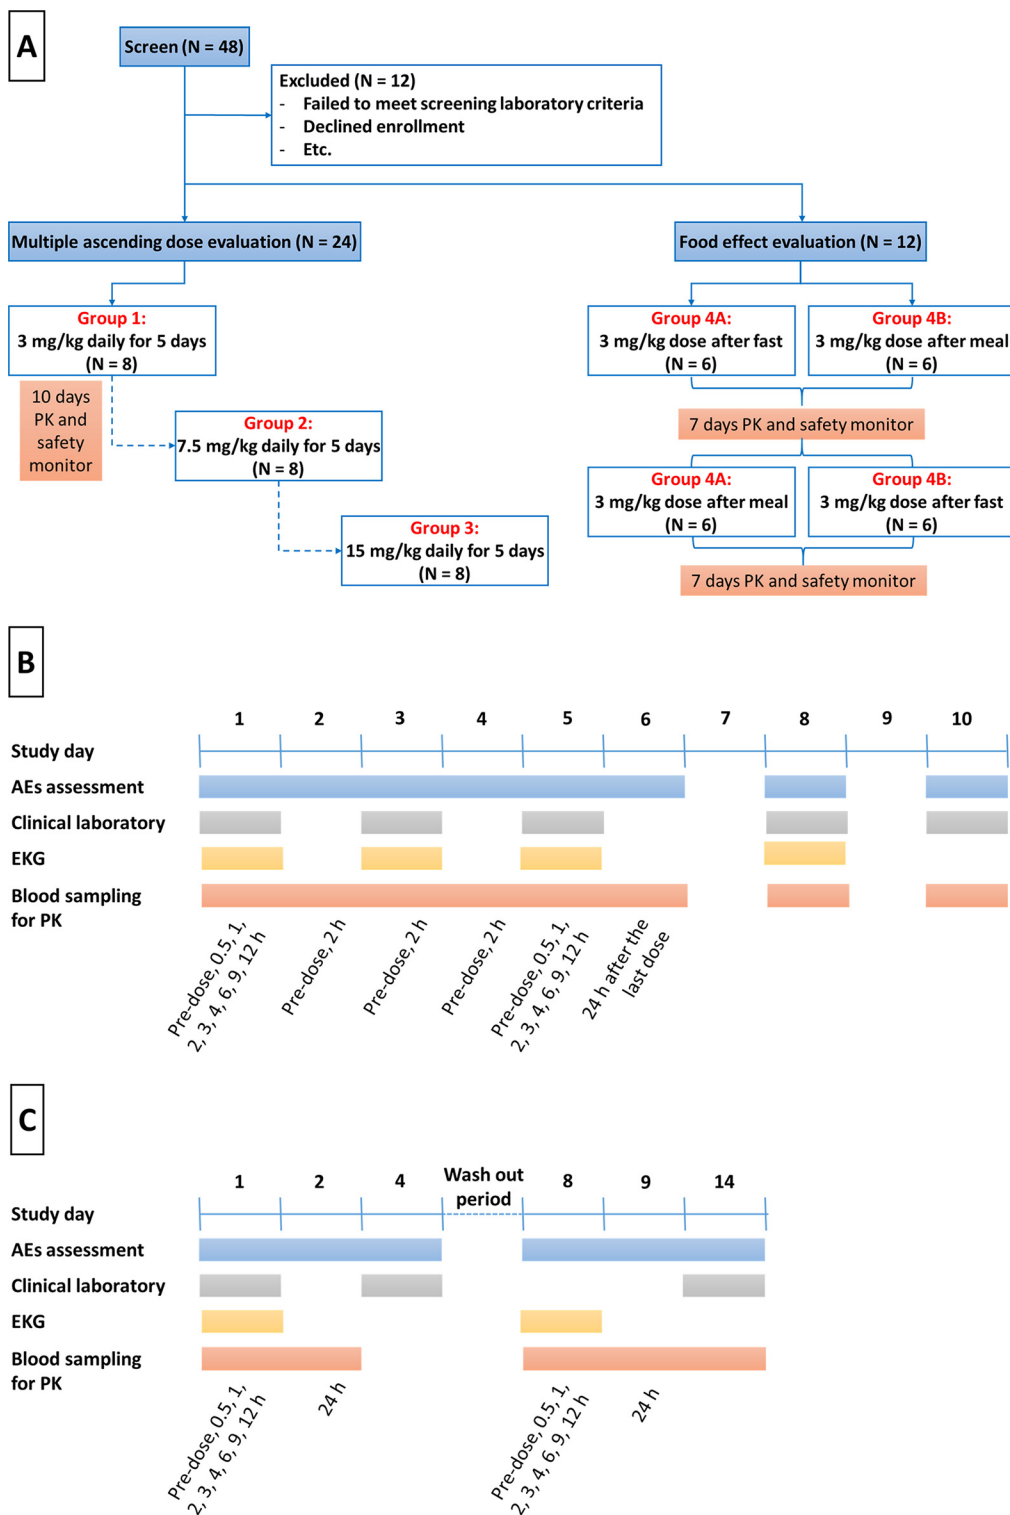 A
Screen (N = 48)
Excluded (N = 12)
- Failed to meet screening laboratory criteria
- Declined enrollment
- Etc.
Multiple ascending dose evaluation (N = 24)
Food effect evaluation (N = 12)
Group 1:
3 mg/kg daily for 5 days
(N = 8)
10 days
PK and
safety
monitor
Group 2:
7.5 mg/kg daily for 5 days
(N = 8)
Group 3:
15 mg/kg daily for 5 days
(N = 8)
Group 4A:
3 mg/kg dose after fast
(N = 6)
Group 4B:
3 mg/kg dose after meal
(N = 6)
7 days PK and safety monitor
Group 4A:
3 mg/kg dose after meal
(N = 6)
Group 4B:
3 mg/kg dose after fast
(N = 6)
7 days PK and safety monitor
B
1 2 3 4 5 6 7 8 9 10
Study day
AEs assessment
Clinical laboratory
EKG
Blood sampling
for PK
Pre-dose, 0.5, 1,
2, 3, 4, 6, 9, 12 h
Pre-dose, 2 h
Pre-dose, 2 h
Pre-dose, 2 h
Pre-dose, 0.5, 1,
2, 3, 4, 6, 9, 12 h
24 h after the
last dose
C
1 2 4 Wash out
period 8 9 14
Study day
AEs assessment
Clinical laboratory
EKG
Blood sampling
for PK
Pre-dose, 0.5, 1,
2, 3, 4, 6, 9, 12 h
24 h
Pre-dose, 0.5, 1,
2, 3, 4, 6, 9, 12 h
24 h